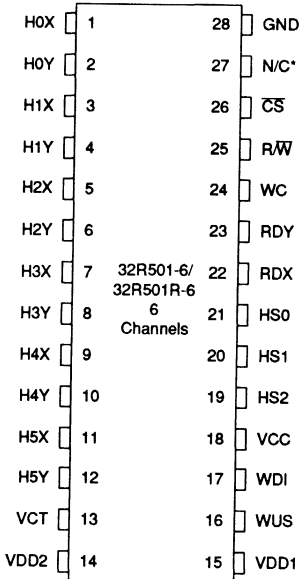 H0X 1 28 GND
H0Y 2 27 N/C*
H1X 3 26 C̅S̅
H1Y 4 25 R/W̅
H2X 5 24 WC
H2Y 6 23 RDY
H3X 7 32R501-6/ 22 RDX
32R501R-6
H3Y 8 6 21 HS0
Channels
H4X 9 20 HS1
H4Y 10 19 HS2
H5X 11 18 VCC
H5Y 12 17 WDI
VCT 13 16 WUS
VDD2 14 15 VDD1